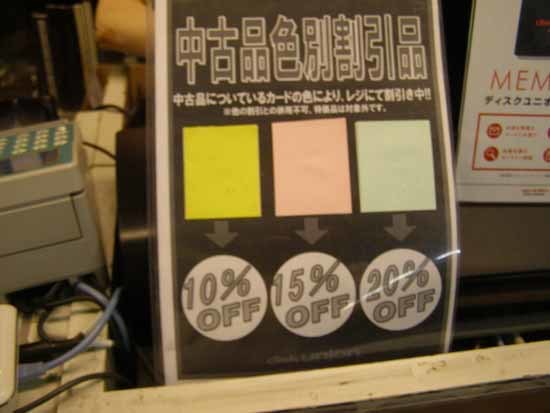 中古品色別割引品
中古品についているカードの色により、レジにて割引き中!!
※他の割引との併用不可、特価品は対象外です。
10% OFF
15% OFF
20% OFF
disk union
MEM
ディスクユニオ